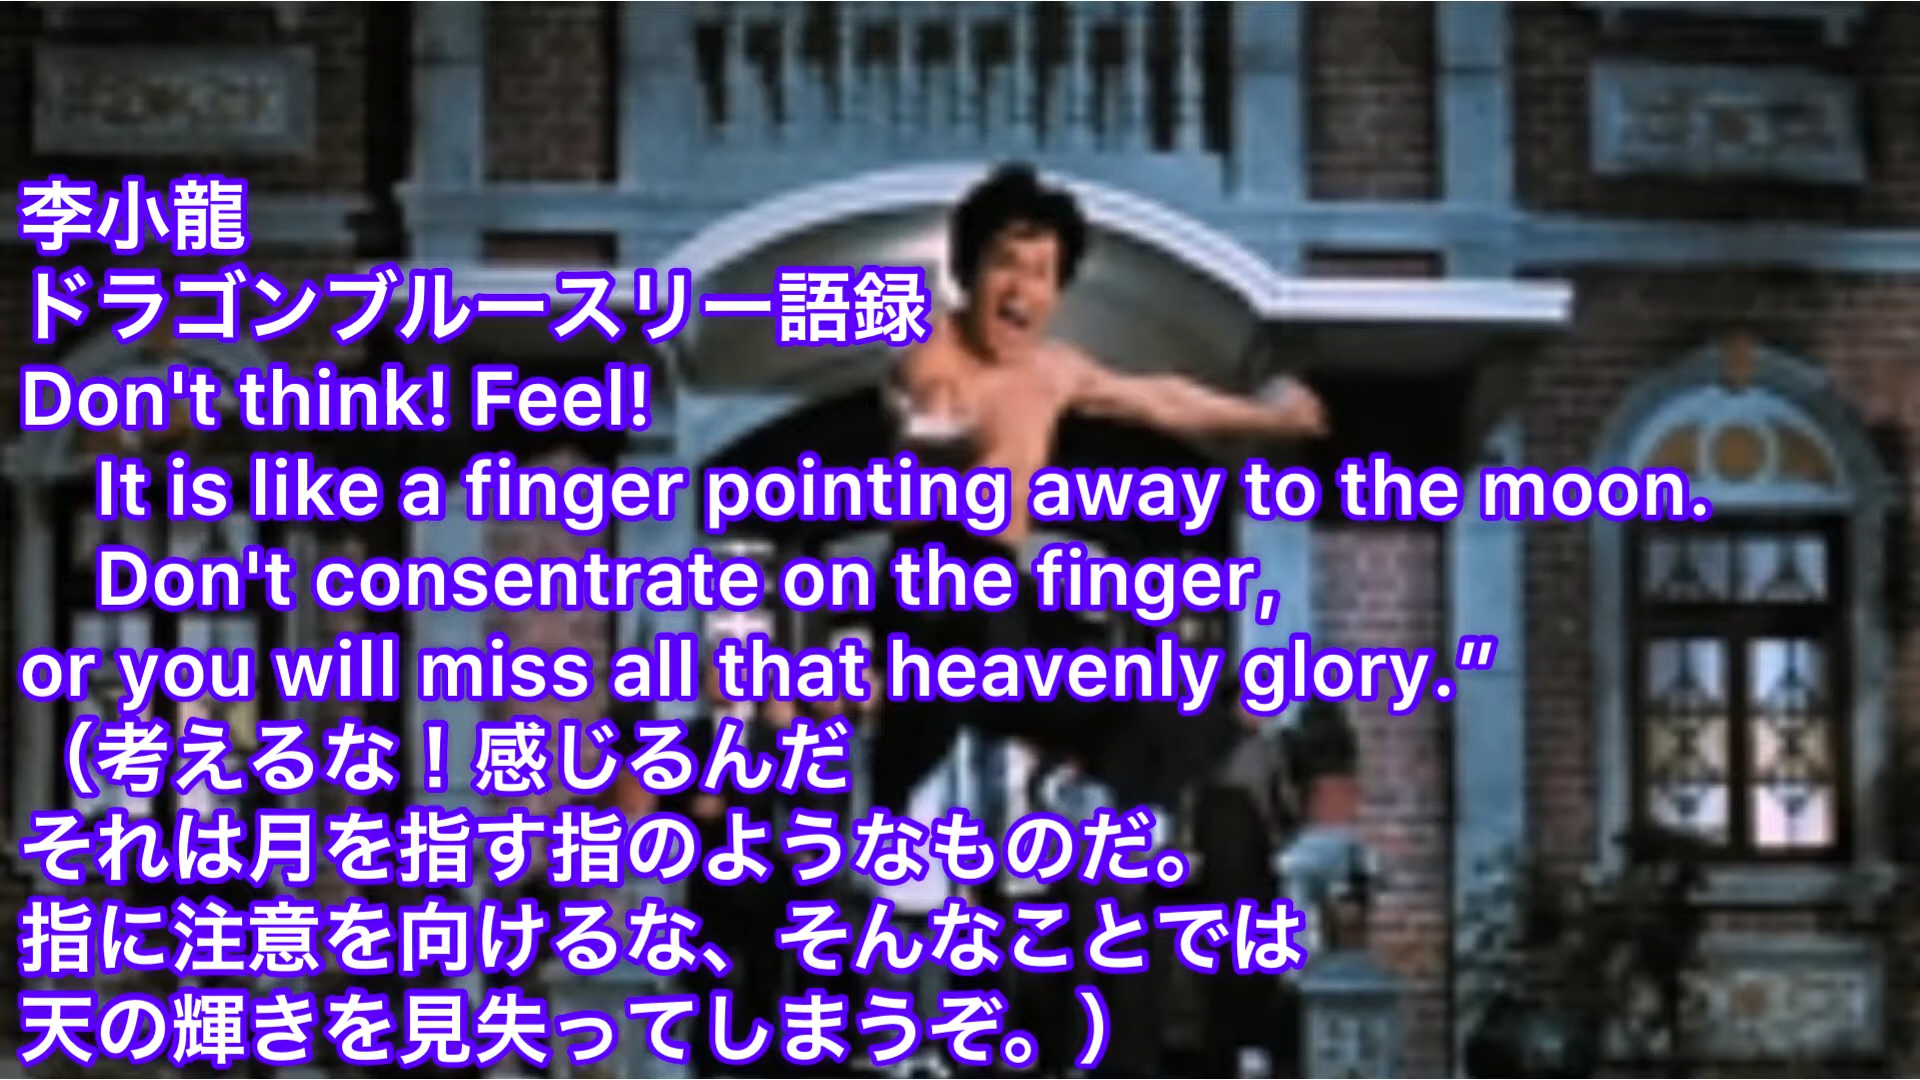 李小龍
ドラゴンブルースリー語録
Don't think! Feel!
It is like a finger pointing away to the moon.
Don't consentrate on the finger,
or you will miss all that heavenly glory.”
（考えるな！感じるんだ
それは月を指す指のようなものだ。
指に注意を向けるな、そんなことでは
天の輝きを見失ってしまうぞ。）